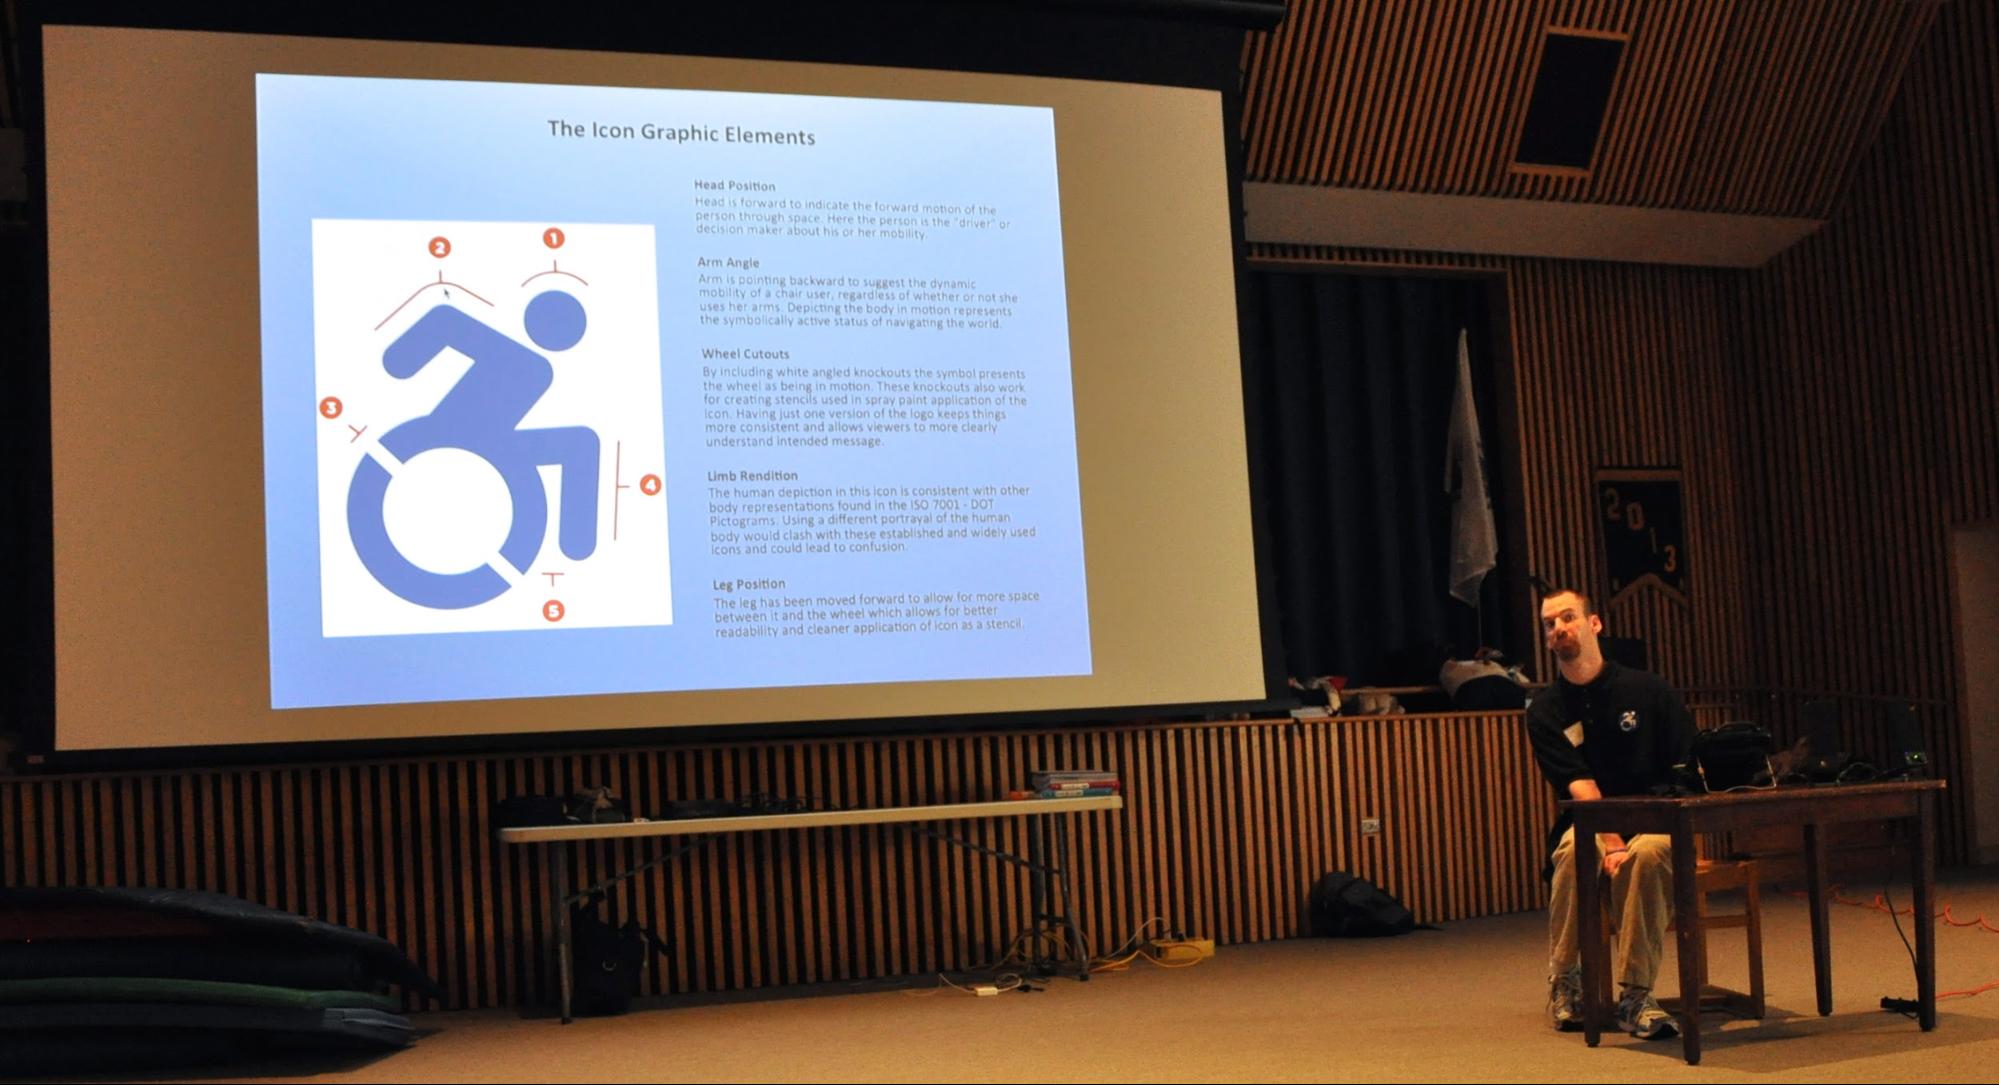 The Icon Graphic Elements
Head Position
Head is forward to indicate the forward motion of the
person through space. Here the person is the "driver" or
decision maker about his or her mobility.
Arm Angle
Arm is pointing backward to suggest the dynamic
mobility of a chair user, regardless of whether or not she
uses her arms. Depicting the body in motion represents
the symbolically active status of navigating the world.
Wheel Cutouts
By including white angled knockouts the symbol presents
the wheel as being in motion. These knockouts also work
for creating stencils used in spray paint application of the
icon. Having just one version of the logo keeps things
more consistent and allows viewers to more clearly
understand intended message.
Limb Rendition
The human depiction in this icon is consistent with other
body representations found in the ISO 7001 - DOT
Pictograms. Using a different portrayal of the human
body would clash with these established and widely used
icons and could lead to confusion.
Leg Position
The leg has been moved forward to allow for more space
between it and the wheel which allows for better
readability and cleaner application of icon as a stencil.
1
2
3
4
5
2013